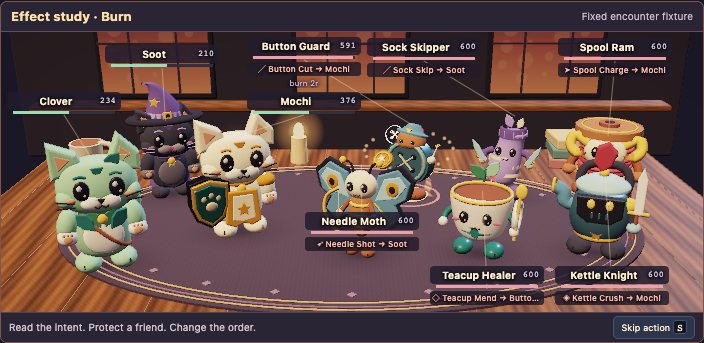 Effect study · Burn
Fixed encounter fixture
Soot 210
Button Guard 591
Sock Skipper 600
Spool Ram 600
Button Cut → Mochi
Sock Skip → Soot
Spool Charge → Mochi
burn 2r
Clover 234
Mochi 376
Needle Moth 600
Needle Shot → Soot
Teacup Healer 600
Kettle Knight 600
Teacup Mend → Butto...
Kettle Crush → Mochi
Read the intent. Protect a friend. Change the order.
Skip action S